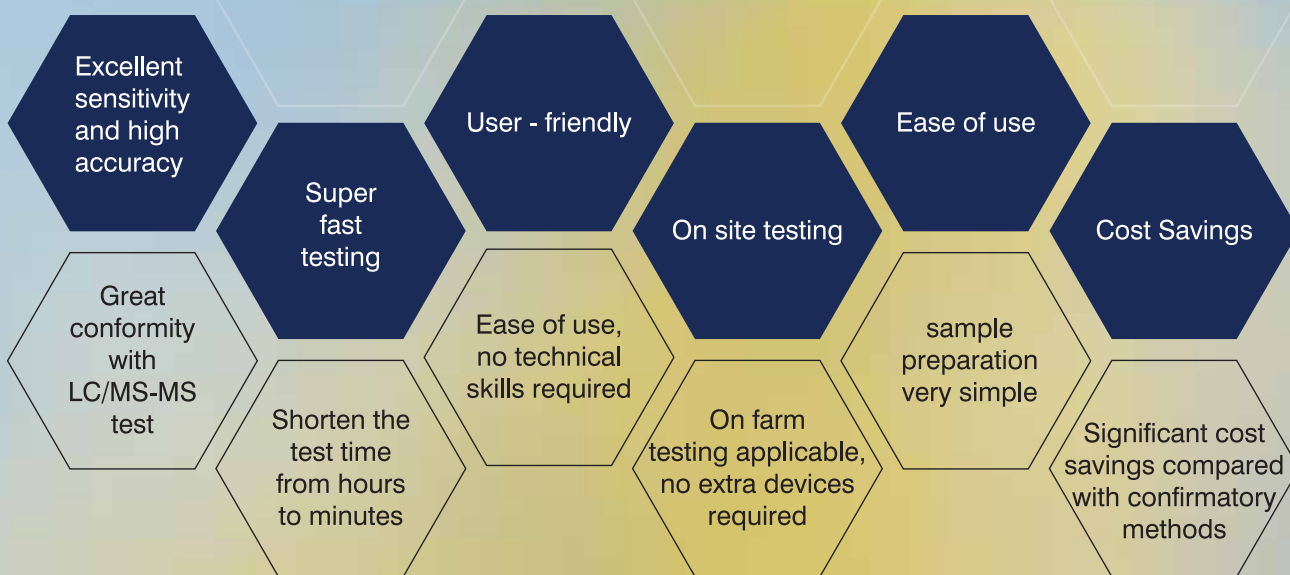 Excellent
sensitivity
and high
accuracy
Great
conformity
with
LC/MS-MS
test
Super
fast
testing
Shorten the
test time
from hours
to minutes
User - friendly
Ease of use,
no technical
skills required
On site testing
On farm
testing applicable,
no extra devices
required
Ease of use
sample
preparation
very simple
Cost Savings
Significant cost
savings compared
with confirmatory
methods